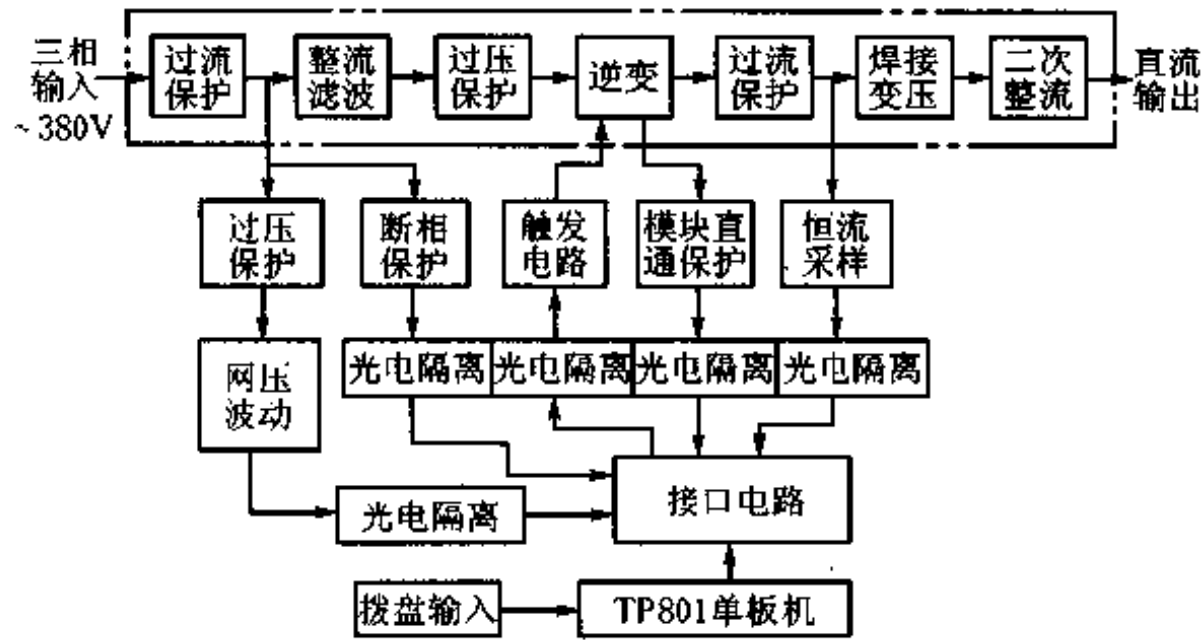 三相
输入
~380V
过流
保护
整流
滤波
过压
保护
逆变
过流
保护
焊接
变压
二次
整流
直流
输出
过压
保护
断相
保护
触发
电路
模块直
通保护
恒流
采样
网压
波动
光电隔离
光电隔离
光电隔离
光电隔离
光电隔离
接口电路
拨盘输入
TP801单板机